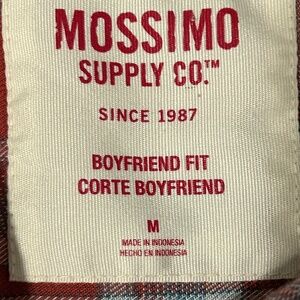 MOSSIMO
SUPPLY CO.™
SINCE 1987
BOYFRIEND FIT
CORTE BOYFRIEND
M
MADE IN INDONESIA
HECHO EN INDONESIA